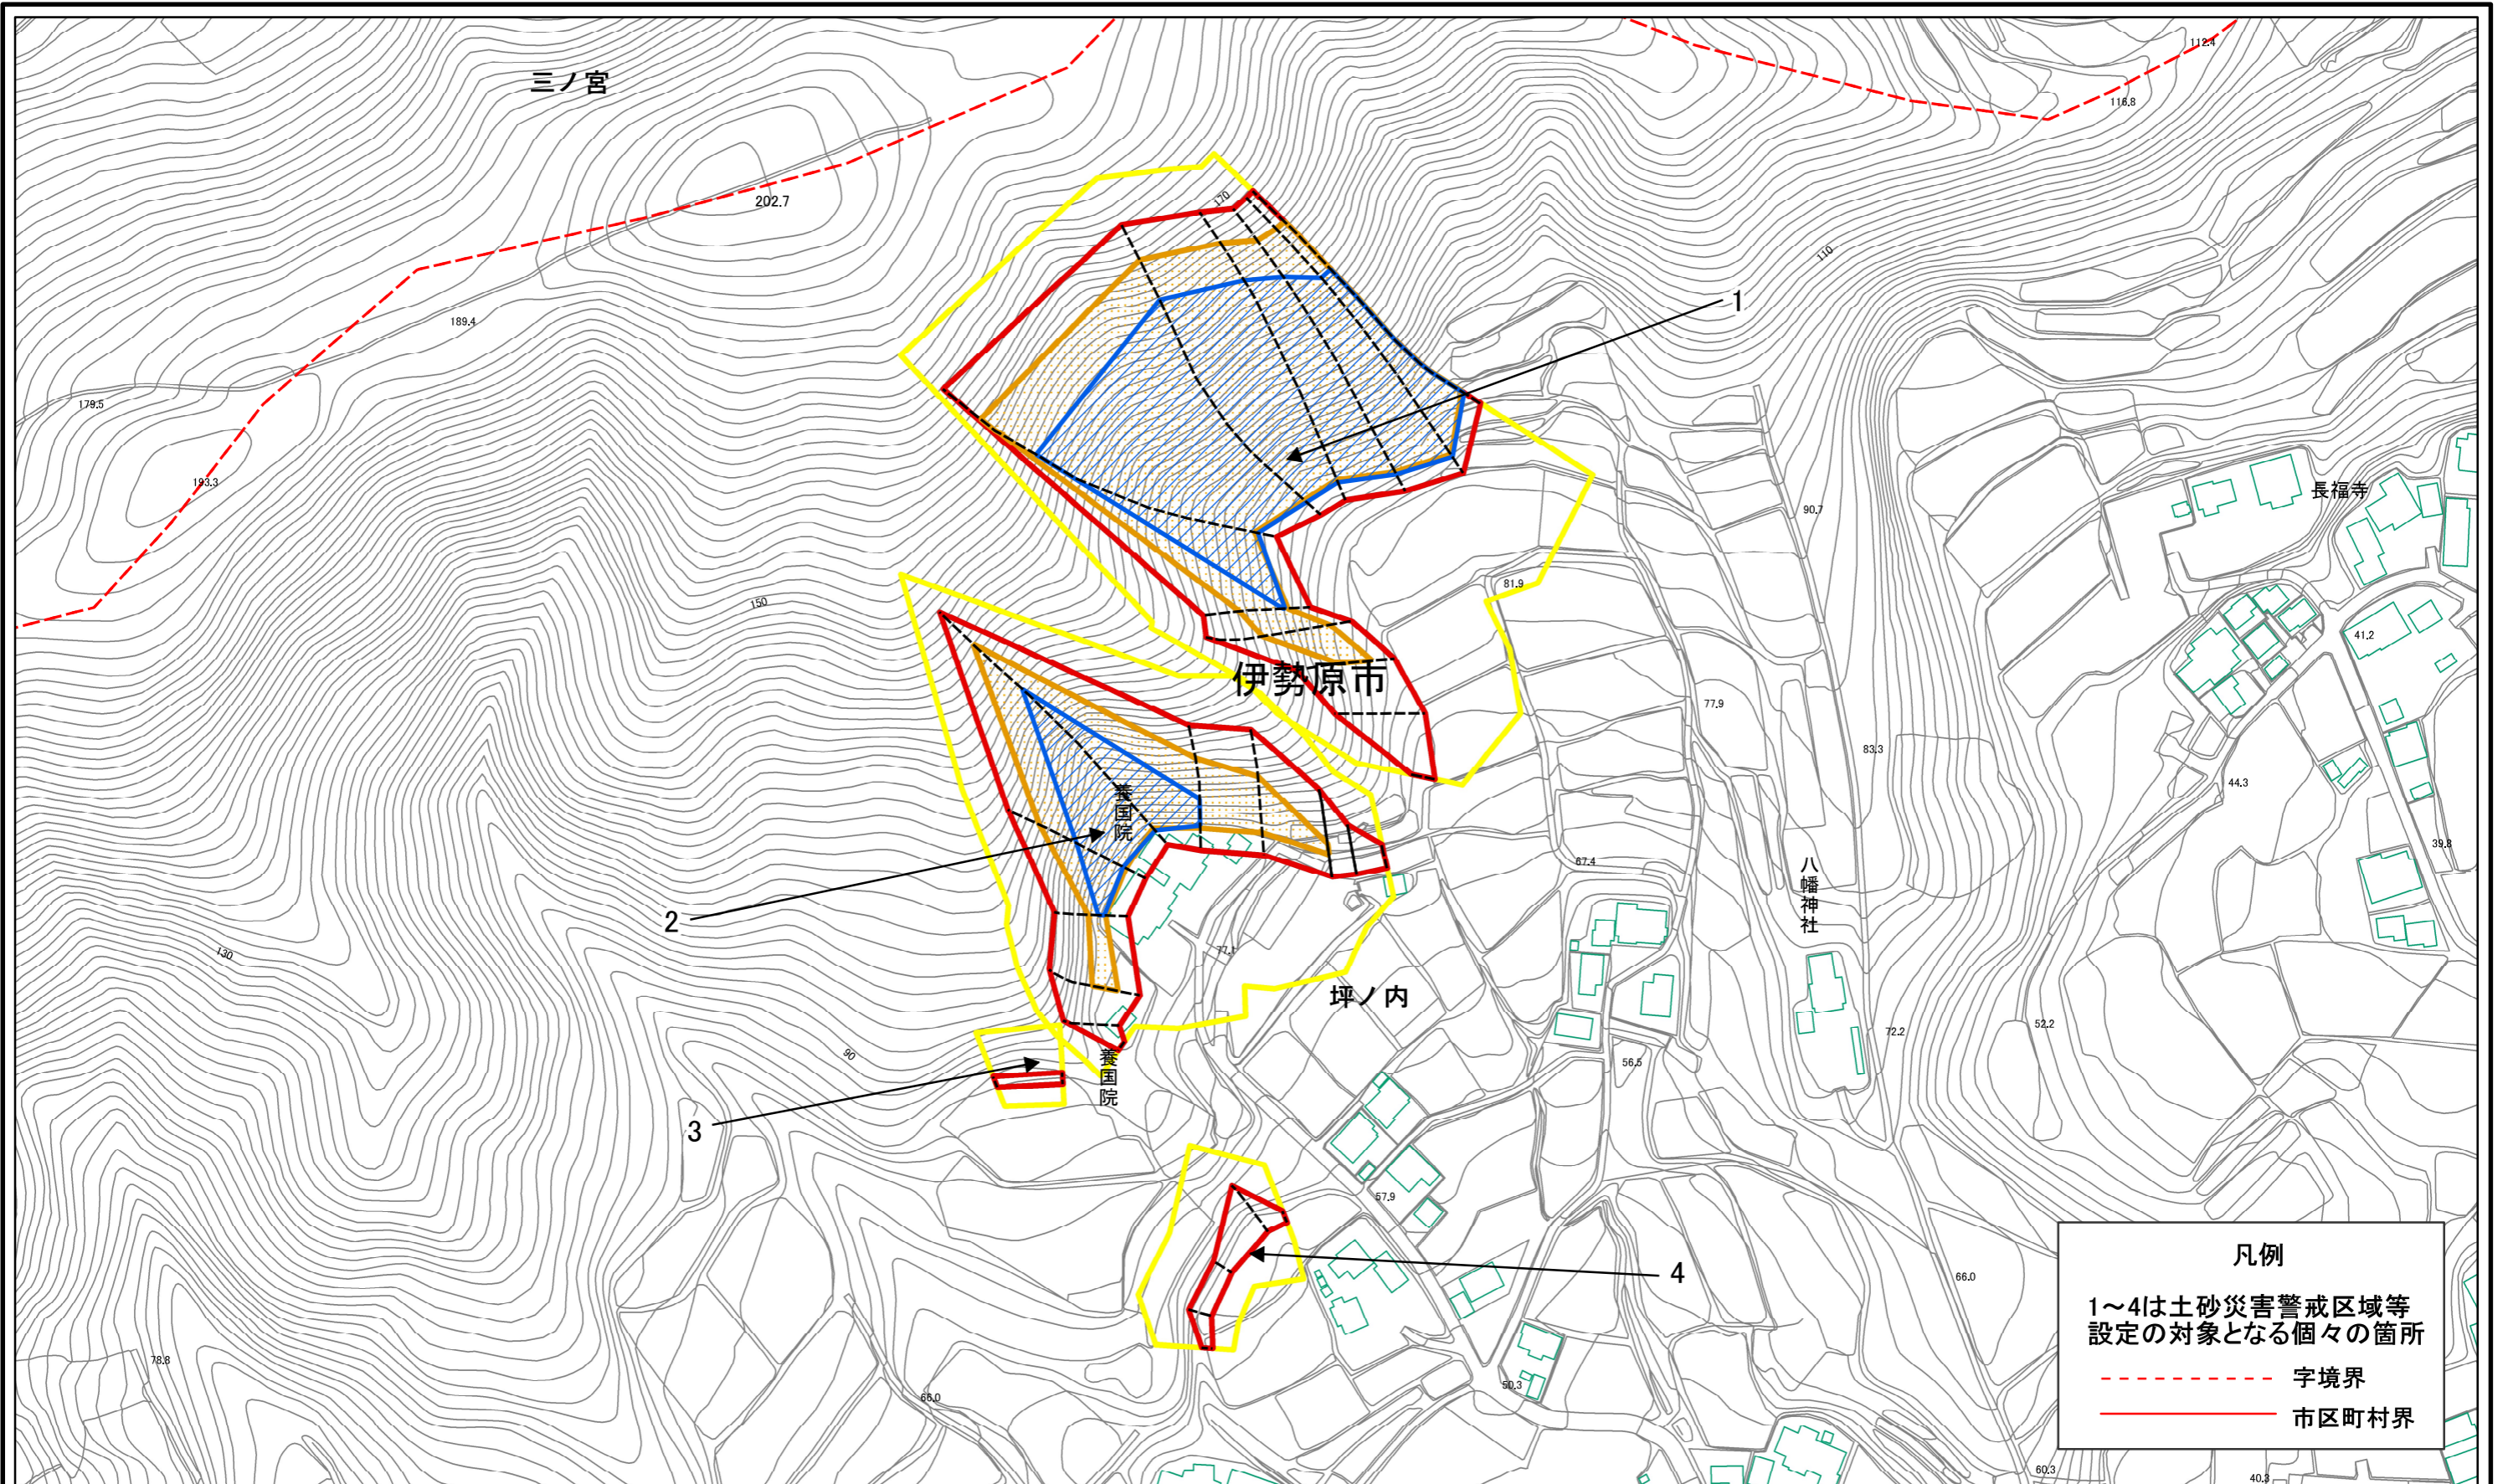 112.4
三ノ宮
116.8
170
202.7
110
1
189.4
179.5
193.3
長福寺
90.7
81.9
150
41.2
伊勢原市
77.9
83.3
44.3
養国院
39.8
67.4
八幡神社
2
130
77.1
坪ノ内
52.2
72.2
90
56.5
養国院
3
57.9
4
66.0
78.8
50.3
66.0
60.3
40.3
凡例
1～4は土砂災害警戒区域等
設定の対象となる個々の箇所
字境界
市区町村界